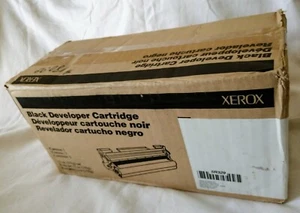 Black Developer Cartridge
Développeur cartouche noir
Revelador cartucho negro
XEROX
Black Developer Cartridge
Développeur cartouche noir
Revelador cartucho negro